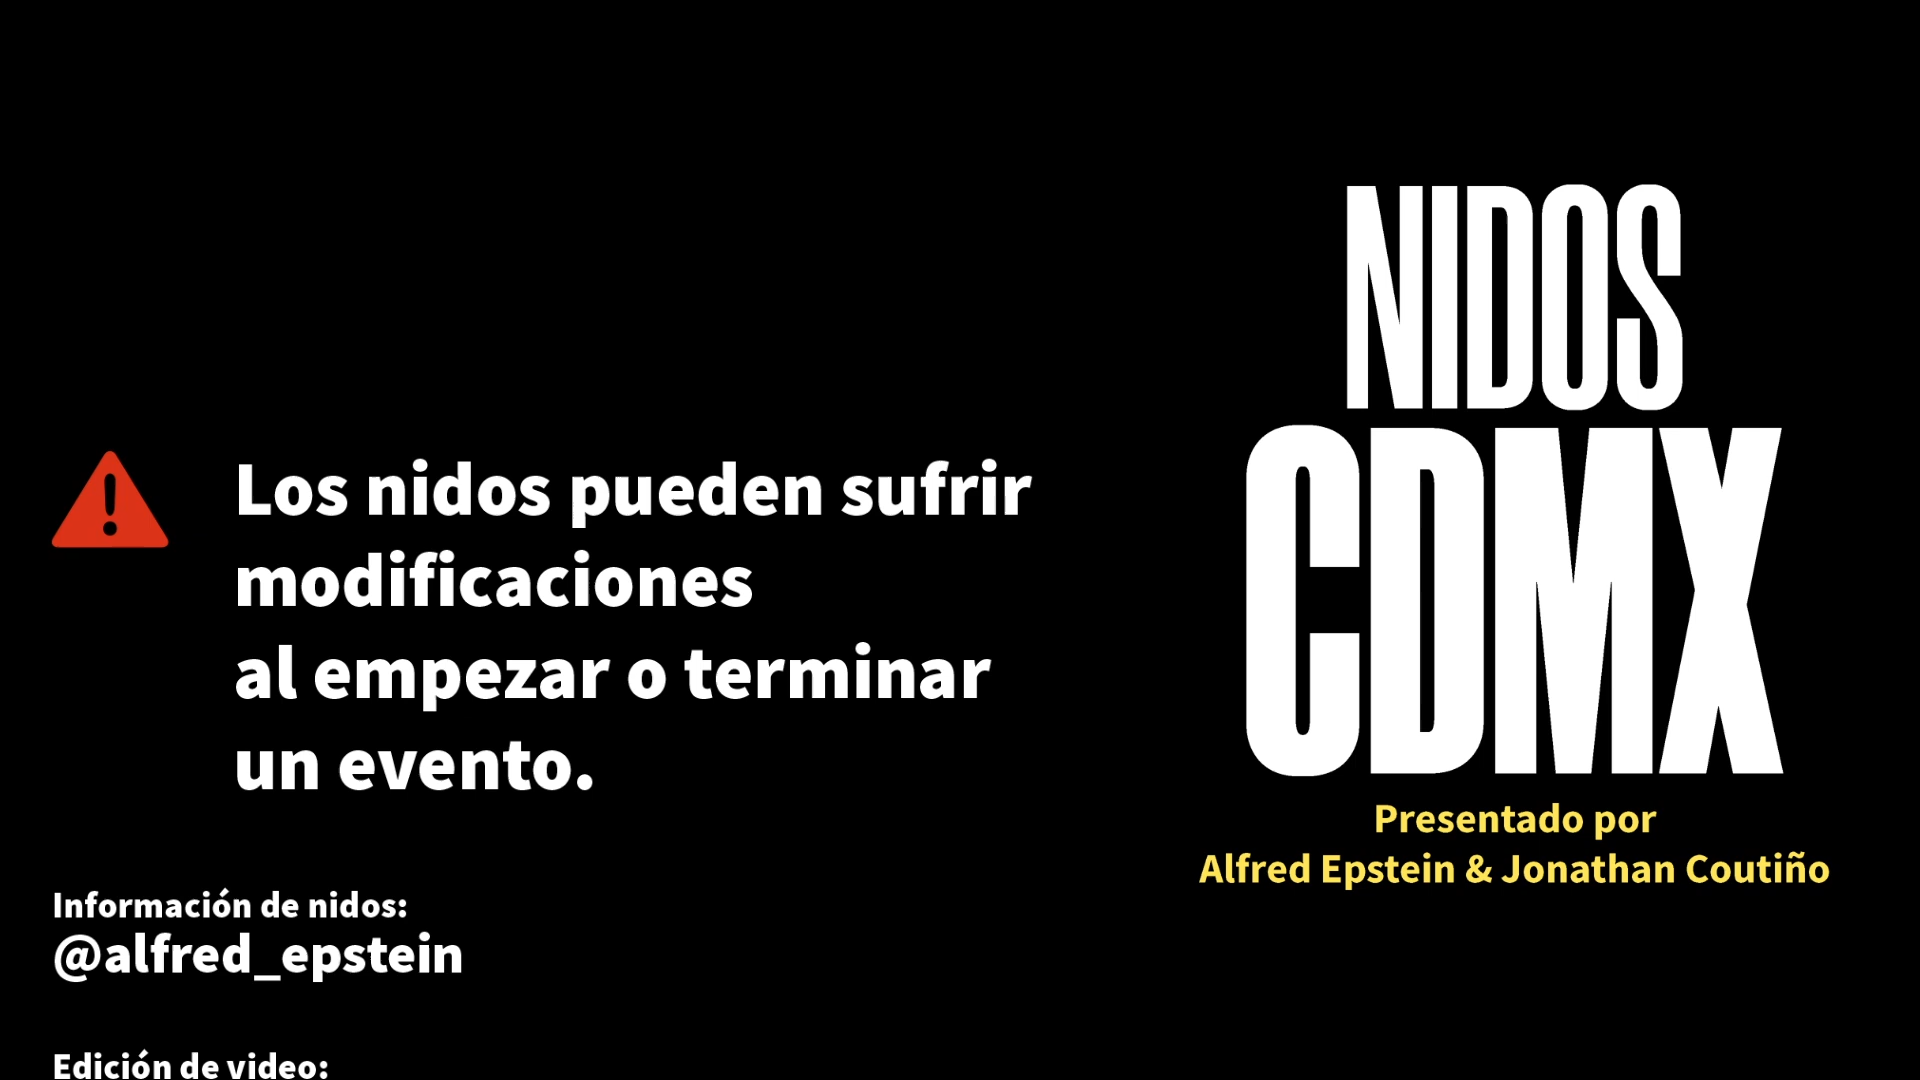 Los nidos pueden sufrir
modificaciones
al empezar o terminar
un evento.
Información de nidos:
@alfred_epstein
Edición de video:
NIDOS
CDMX
Presentado por
Alfred Epstein & Jonathan Coutiño